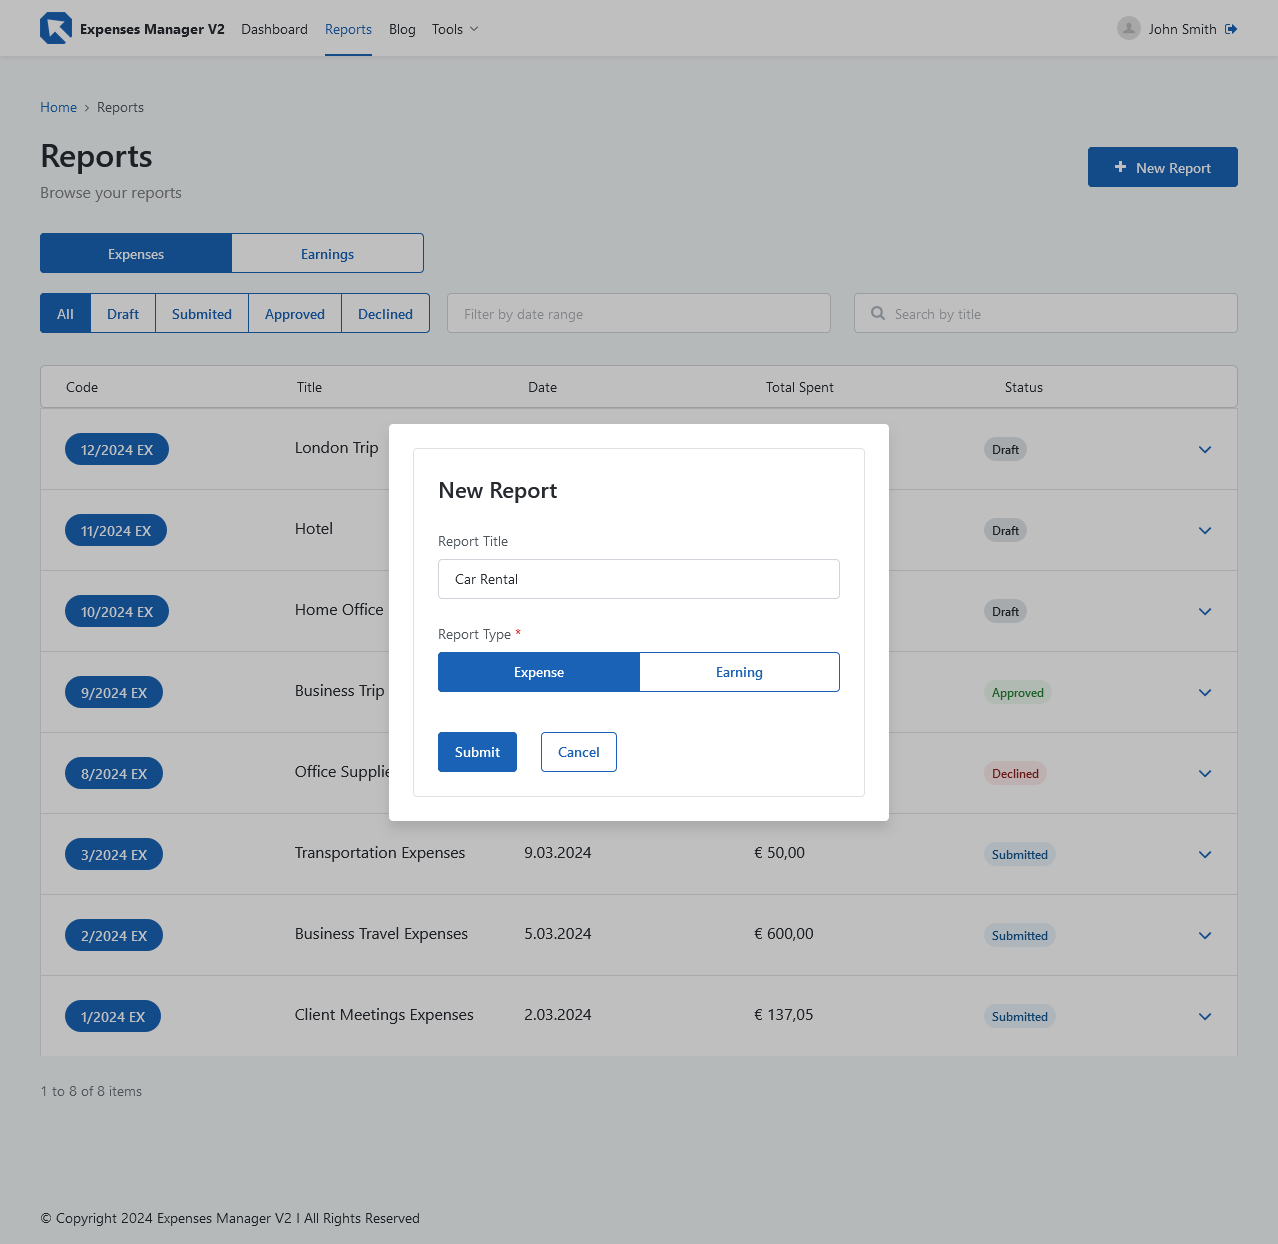 Expenses Manager V2 Dashboard Reports Blog Tools John Smith
Home › Reports
Reports
Browse your reports
+ New Report
Expenses Earnings
All Draft Submited Approved Declined Filter by date range Search by title
Code Title Date Total Spent Status
12/2024 EX London Trip Draft
11/2024 EX Hotel Draft
10/2024 EX Home Office Draft
9/2024 EX Business Trip Approved
8/2024 EX Office Supplie Declined
3/2024 EX Transportation Expenses 9.03.2024 € 50,00 Submitted
2/2024 EX Business Travel Expenses 5.03.2024 € 600,00 Submitted
1/2024 EX Client Meetings Expenses 2.03.2024 € 137,05 Submitted
1 to 8 of 8 items
New Report
Report Title
Car Rental
Report Type *
Expense Earning
Submit Cancel
© Copyright 2024 Expenses Manager V2 I All Rights Reserved